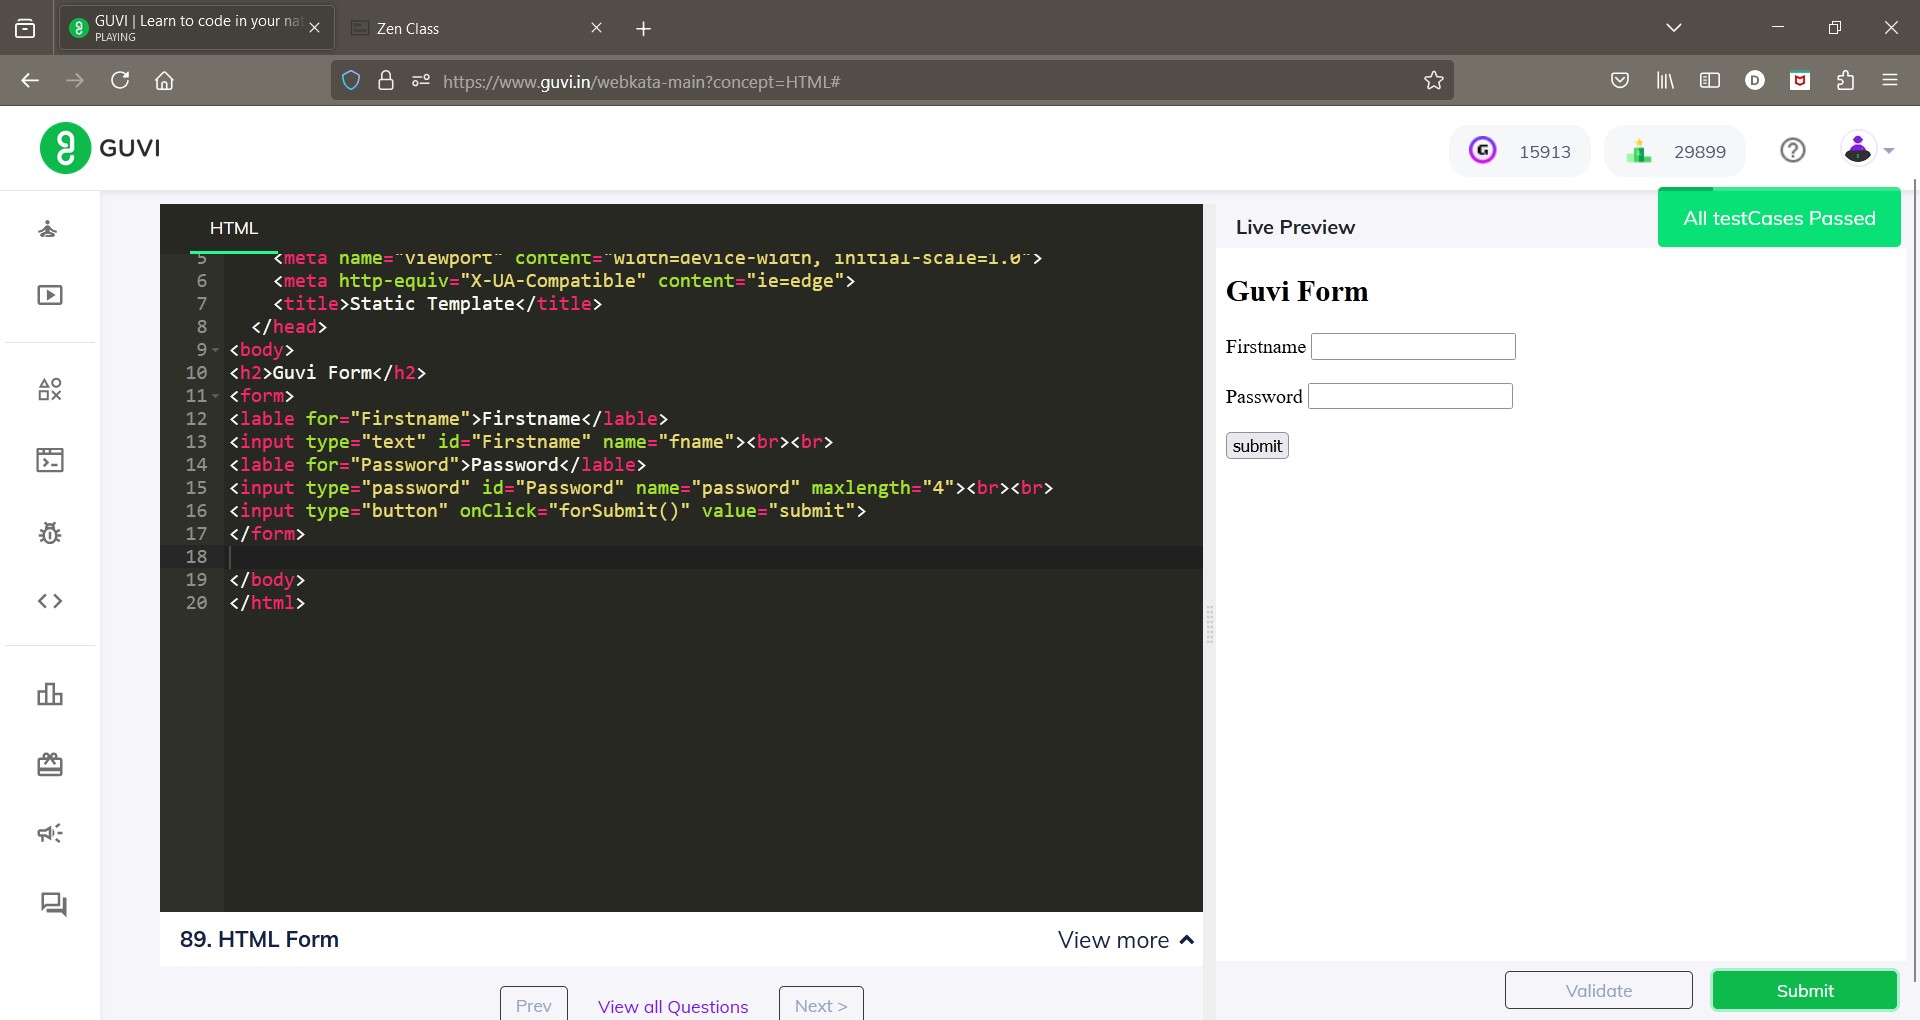 GUVI | Learn to code in your nat
PLAYING
Zen Class
https://www.guvi.in/webkata-main?concept=HTML#
D
GUVI
G 15913
29899
HTML
Live Preview
All testCases Passed
5 <meta name="viewport" content="width=device-width, initial-scale=1.0">
6 <meta http-equiv="X-UA-Compatible" content="ie=edge">
7 <title>Static Template</title>
8 </head>
9 <body>
10 <h2>Guvi Form</h2>
11 <form>
12 <lable for="Firstname">Firstname</lable>
13 <input type="text" id="Firstname" name="fname"><br><br>
14 <lable for="Password">Password</lable>
15 <input type="password" id="Password" name="password" maxlength="4"><br><br>
16 <input type="button" onClick="forSubmit()" value="submit">
17 </form>
18
19 </body>
20 </html>
Guvi Form
Firstname
Password
submit
89. HTML Form
View more
Prev
View all Questions
Next >
Validate
Submit